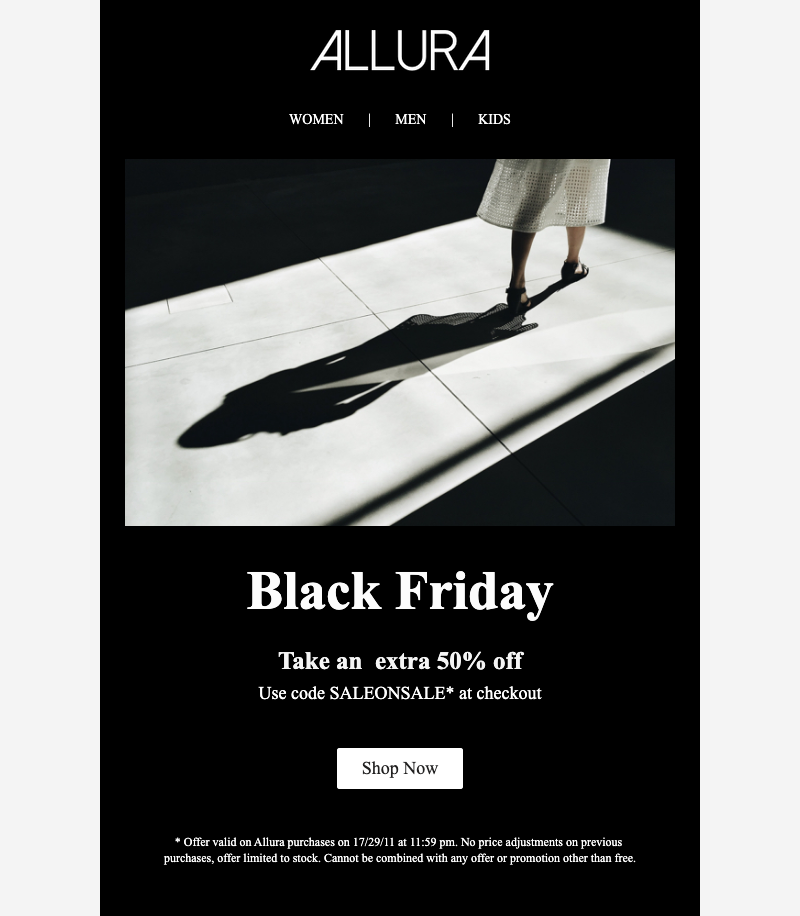 ALLURA
WOMEN | MEN | KIDS
Black Friday
Take an  extra 50% off
Use code SALEONSALE* at checkout
Shop Now
* Offer valid on Allura purchases on 17/29/11 at 11:59 pm. No price adjustments on previous
purchases, offer limited to stock. Cannot be combined with any offer or promotion other than free.